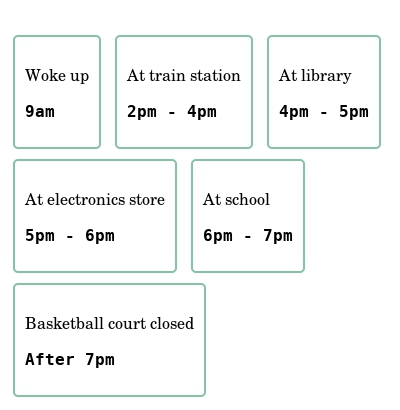 Woke up
9am
At train station
2pm - 4pm
At library
4pm - 5pm
At electronics store
5pm - 6pm
At school
6pm - 7pm
Basketball court closed
After 7pm